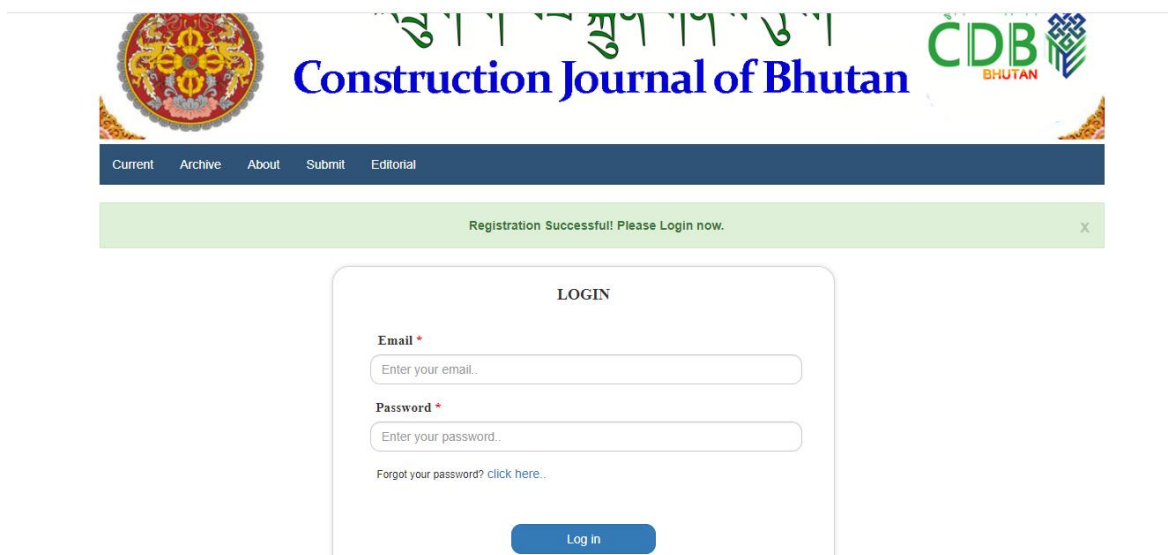 Construction Journal of Bhutan
CDB
BHUTAN
Current Archive About Submit Editorial
Registration Successful! Please Login now.
x
LOGIN
Email *
Enter your email..
Password *
Enter your password..
Forgot your password? click here..
Log in